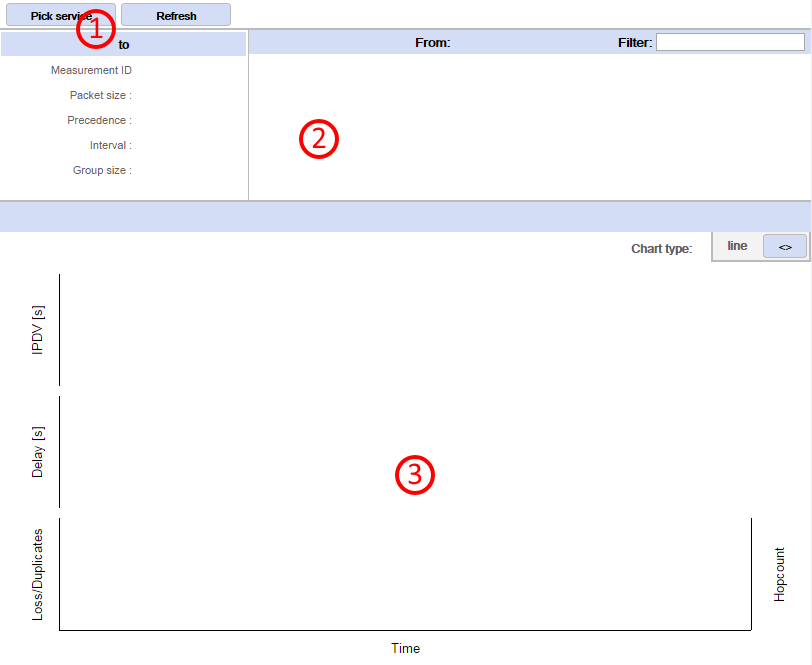 Pick service Refresh
1
to From: Filter:
Measurement ID
Packet size :
Precedence :
2
Interval :
Group size :
Chart type: line <>
IPDV [s]
Delay [s]
3
Loss/Duplicates
Hopcount
Time